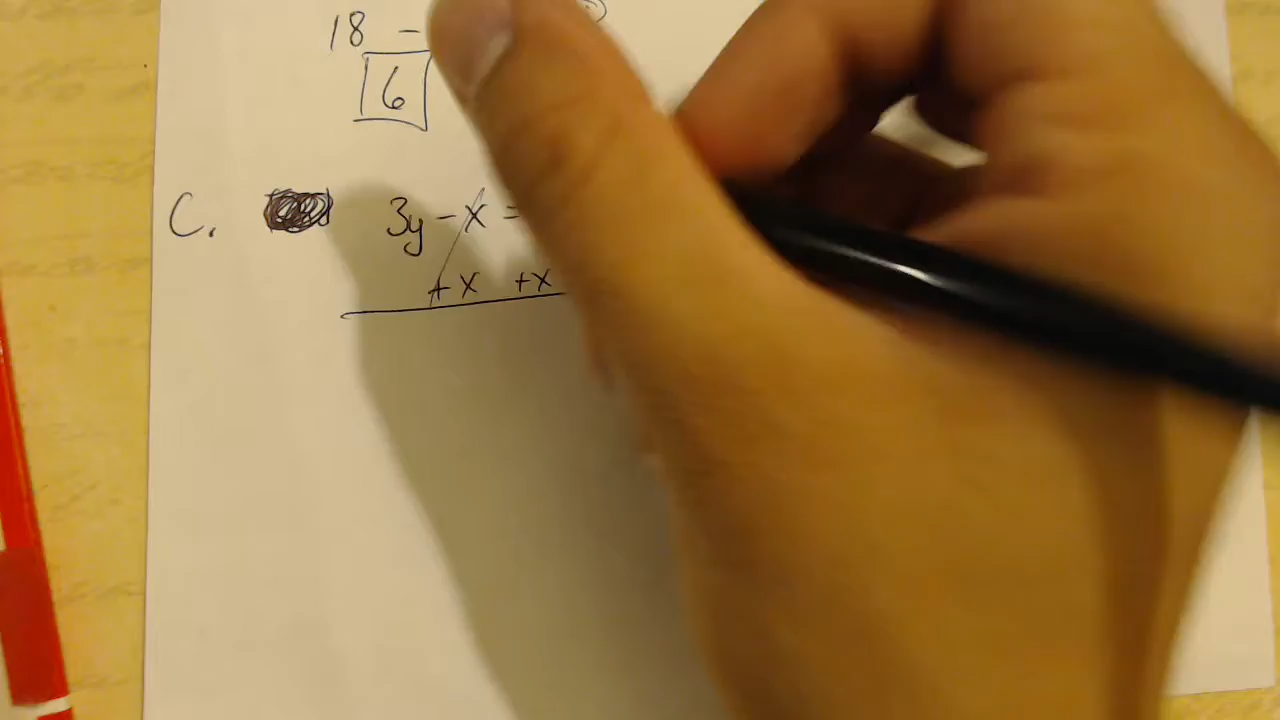 18 -
6
C. 3y - x =
+x +x